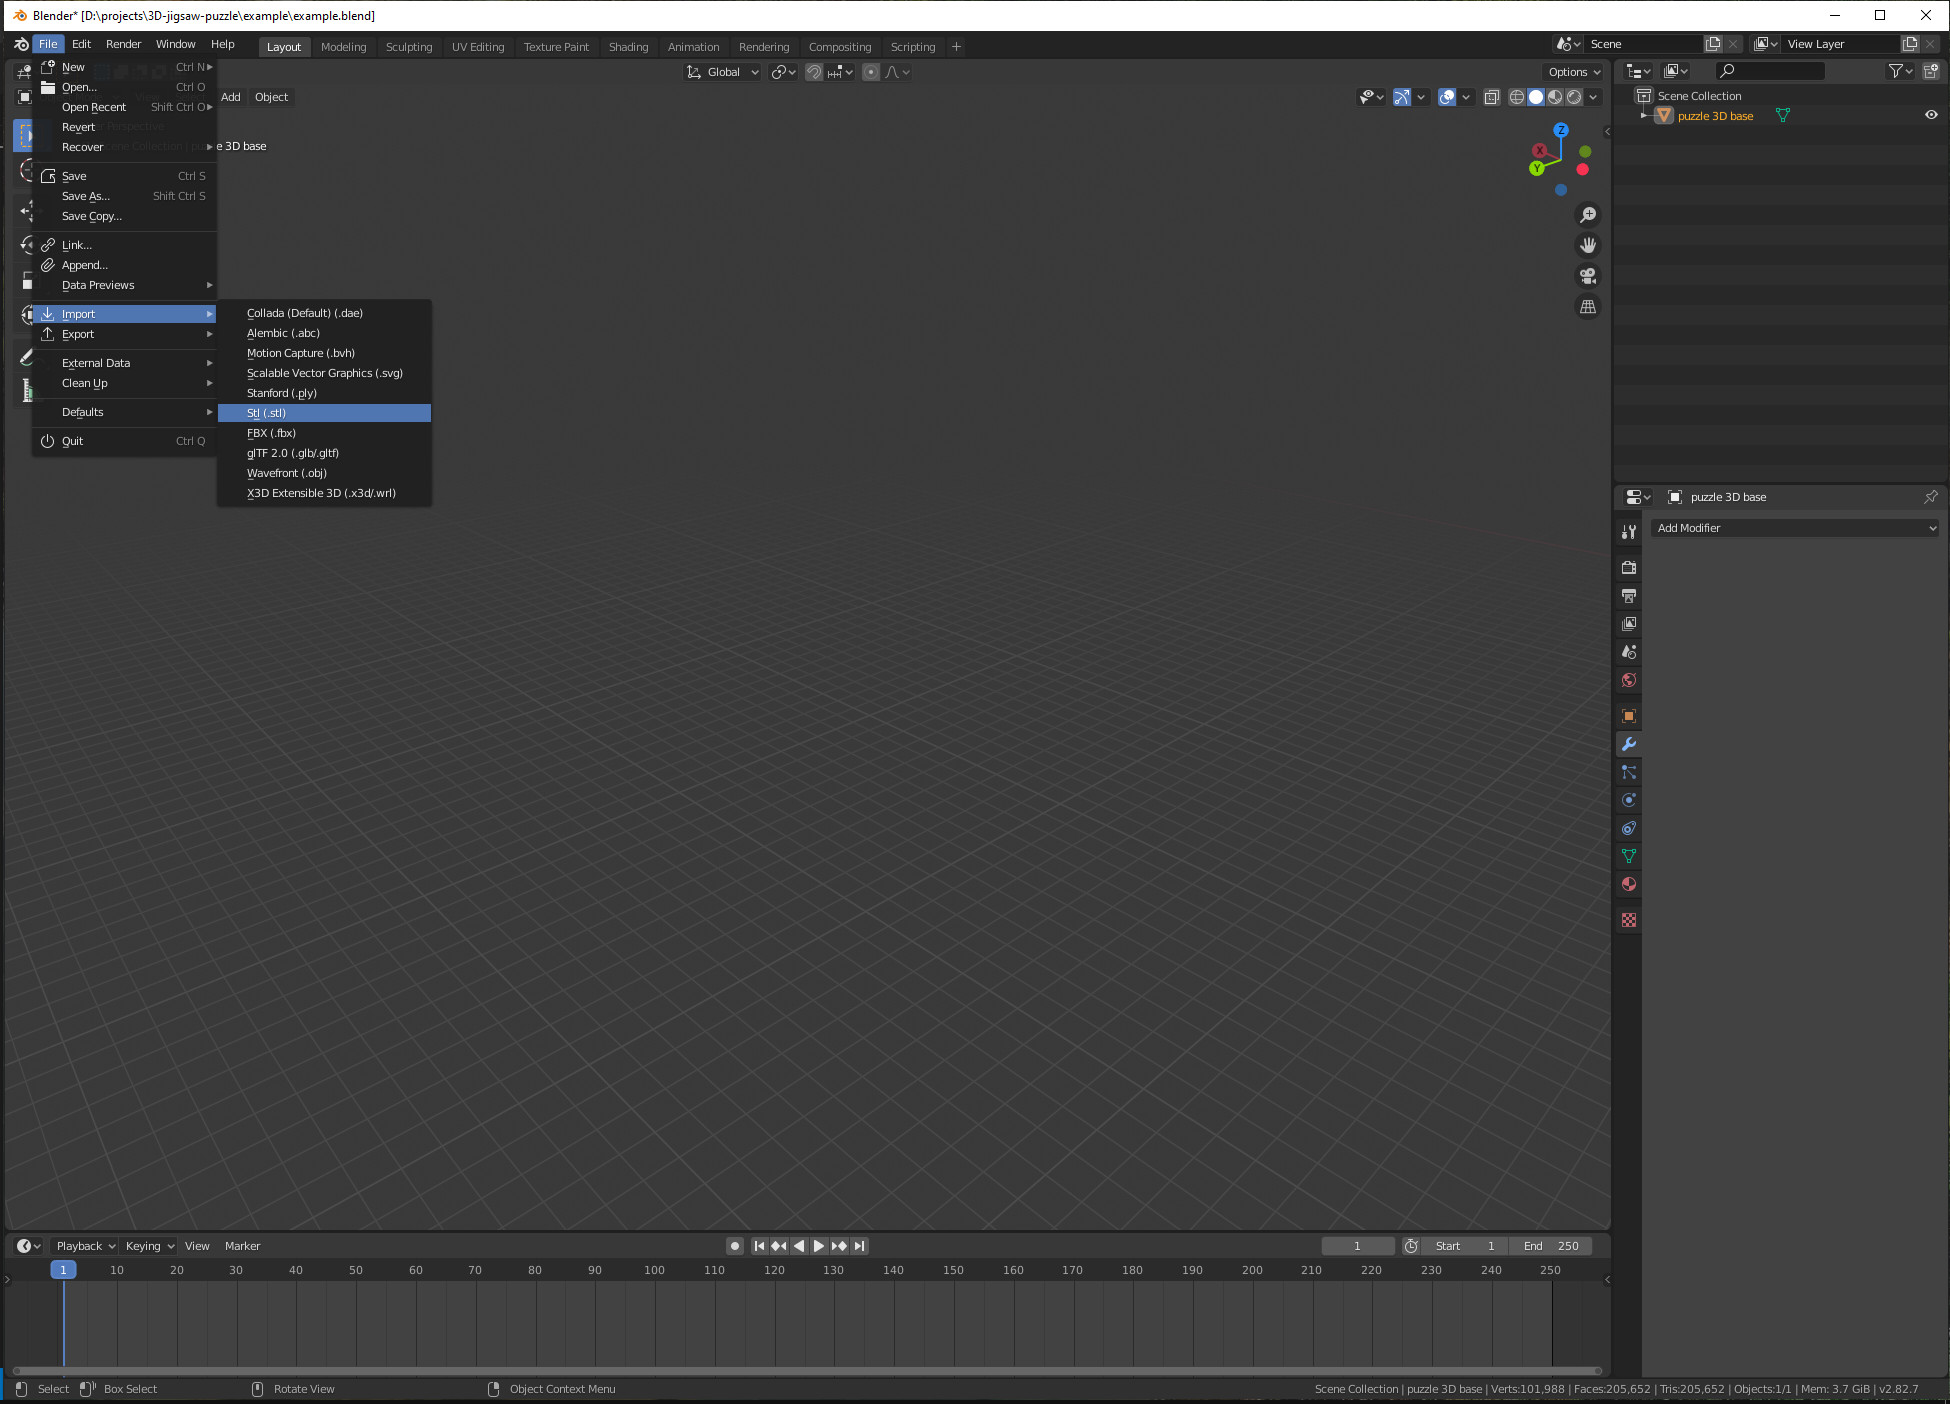 Blender* [D:\projects\3D-jigsaw-puzzle\example\example.blend]
File Edit Render Window Help Layout Modeling Sculpting UV Editing Texture Paint Shading Animation Rendering Compositing Scripting + Scene View Layer
New Ctrl N
Open... Ctrl O
Open Recent Shift Ctrl O
Revert
Recover
Save Ctrl S
Save As... Shift Ctrl S
Save Copy...
Link...
Append...
Data Previews
Import
Export
External Data
Clean Up
Defaults
Quit Ctrl Q
Collada (Default) (.dae)
Alembic (.abc)
Motion Capture (.bvh)
Scalable Vector Graphics (.svg)
Stanford (.ply)
Stl (.stl)
FBX (.fbx)
glTF 2.0 (.glb/.gltf)
Wavefront (.obj)
X3D Extensible 3D (.x3d/.wrl)
Global
Options
Add Object
Perspective
Scene Collection | puzzle 3D base
Z
X
Y
Scene Collection
puzzle 3D base
puzzle 3D base
Add Modifier
Playback Keying View Marker 1 Start 1 End 250
1 10 20 30 40 50 60 70 80 90 100 110 120 130 140 150 160 170 180 190 200 210 220 230 240 250
Select Box Select Rotate View Object Context Menu Scene Collection | puzzle 3D base | Verts:101,988 | Faces:205,652 | Tris:205,652 | Objects:1/1 | Mem: 3.7 GiB | v2.82.7